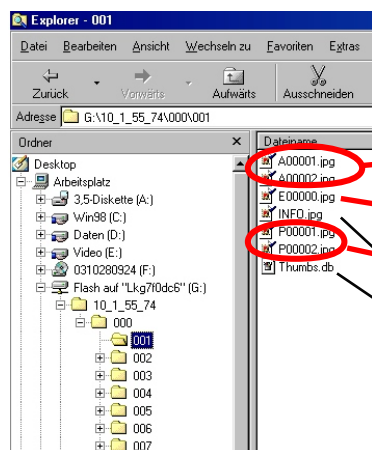 Explorer - 001
Datei Bearbeiten Ansicht Wechseln zu Favoriten Extras
Zurück Vorwärts Aufwärts Ausschneiden
Adresse G:\10_1_55_74\000\001
Ordner × Dateiname
Desktop
Arbeitsplatz
3,5-Diskette (A:)
Win98 (C:)
Daten (D:)
Video (E:)
0310280924 (F:)
Flash auf "Lkg7f0dc6" (G:)
10_1_55_74
000
001
002
003
004
005
006
007
A00001.jpg
A00002.jpg
E00000.jpg
INFO.jpg
P00001.jpg
P00002.jpg
Thumbs.db